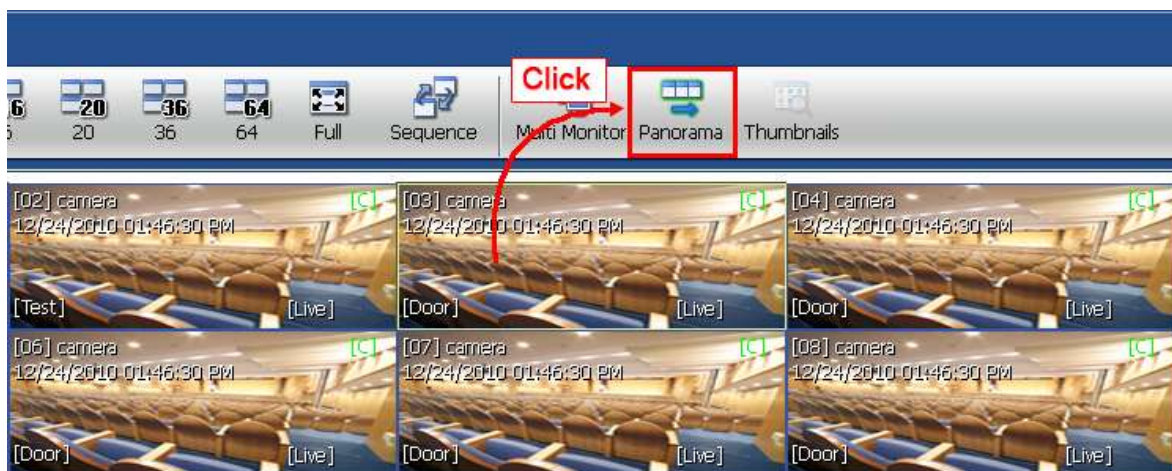 Click
16 20 36 64
20 36 64 Full Sequence Multi Monitor Panorama Thumbnails
[02] camera [C] [03] camera [C] [04] camera [C]
12/24/2010 01:46:30 PM 12/24/2010 01:46:30 PM 12/24/2010 01:46:30 PM
[Test] [Live] [Door] [Live] [Door] [Live]
[06] camera [C] [07] camera [C] [08] camera [C]
12/24/2010 01:46:30 PM 12/24/2010 01:46:30 PM 12/24/2010 01:46:30 PM
[Door] [Live] [Door] [Live] [Door] [Live]